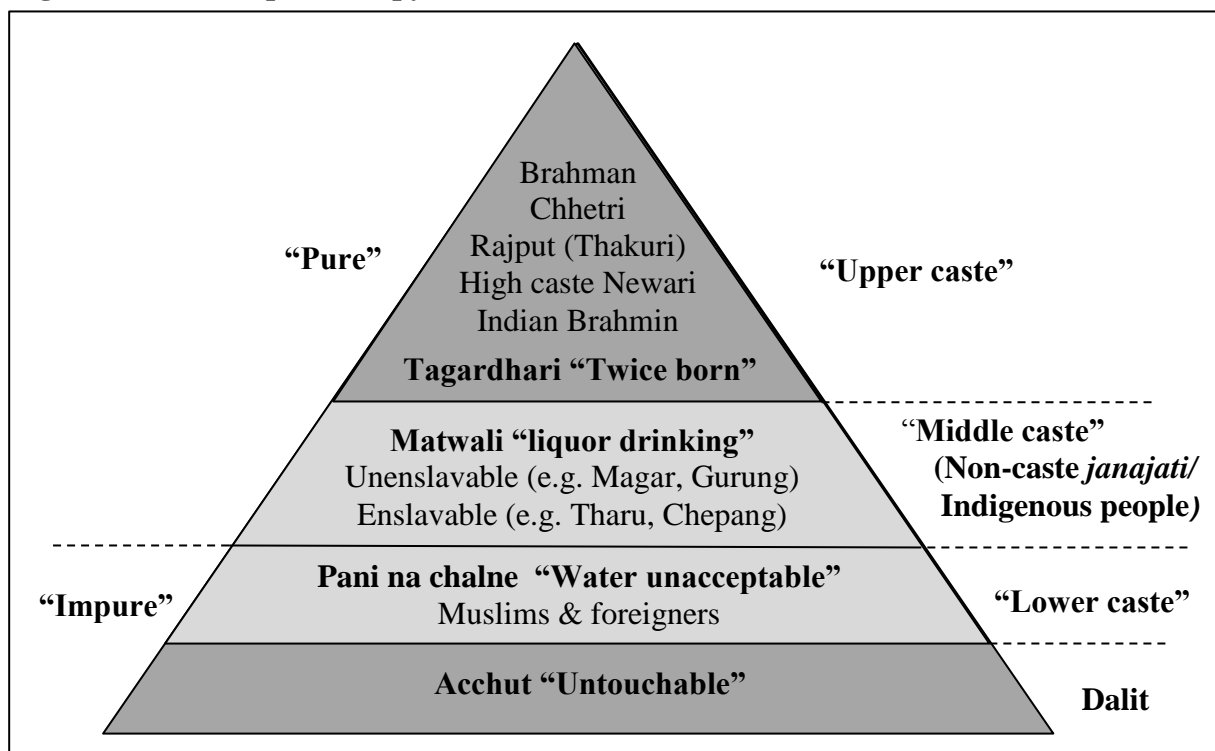 Brahman
Chhetri
Rajput (Thakuri)
“Pure”
High caste Newari
“Upper caste”
Indian Brahmin
Tagardhari “Twice born”
Matwali “liquor drinking”
Unenslavable (e.g. Magar, Gurung)
Enslavable (e.g. Tharu, Chepang)
“Middle caste”
(Non-caste janajati/
Indigenous people)
Pani na chalne “Water unacceptable”
Muslims & foreigners
“Impure”
“Lower caste”
Acchut “Untouchable”
Dalit